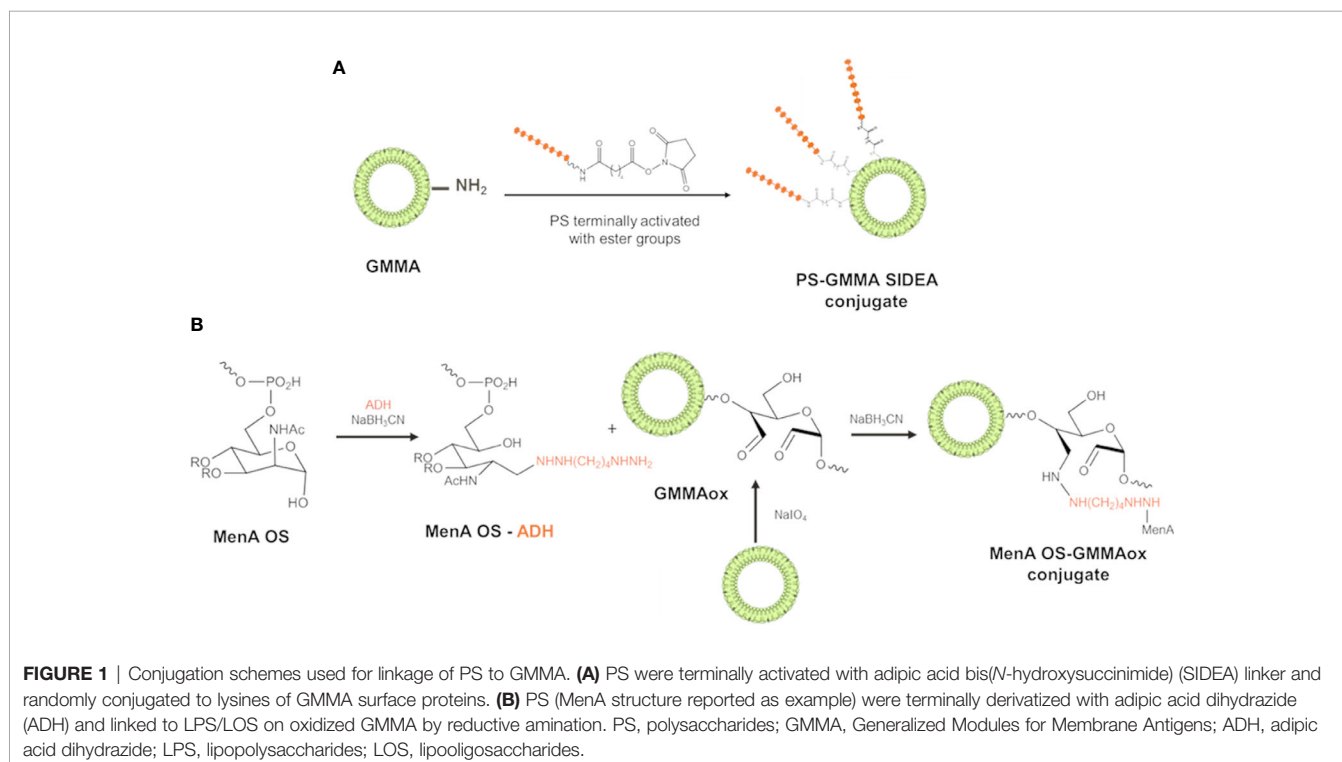 A
GMMA
NH2
N
H
O
O
4
O
N
O
O
PS terminally activated
with ester groups
PS-GMMA SIDEA
conjugate
B
O—PO2H
O
NHAc
O
RO
RO
HO
MenA OS
ADH
NaBH3CN
O—PO2H
O
OH
RO
RO
AcHN
NHNH(CH2)4NHNH2
MenA OS - ADH
+
OH
O
O
O
O
O
GMMAox
NaIO4
NaBH3CN
OH
O
O
O
O
HN
NH(CH2)4NHNH
MenA
MenA OS-GMMAox
conjugate
FIGURE 1 | Conjugation schemes used for linkage of PS to GMMA. (A) PS were terminally activated with adipic acid bis(N-hydroxysuccinimide) (SIDEA) linker and
randomly conjugated to lysines of GMMA surface proteins. (B) PS (MenA structure reported as example) were terminally derivatized with adipic acid dihydrazide
(ADH) and linked to LPS/LOS on oxidized GMMA by reductive amination. PS, polysaccharides; GMMA, Generalized Modules for Membrane Antigens; ADH, adipic
acid dihydrazide; LPS, lipopolysaccharides; LOS, lipooligosaccharides.